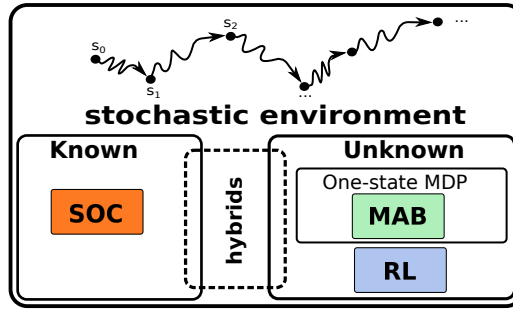 s₀
s₁
s₂
...
...
stochastic environment
Known
SOC
hybrids
Unknown
One-state MDP
MAB
RL